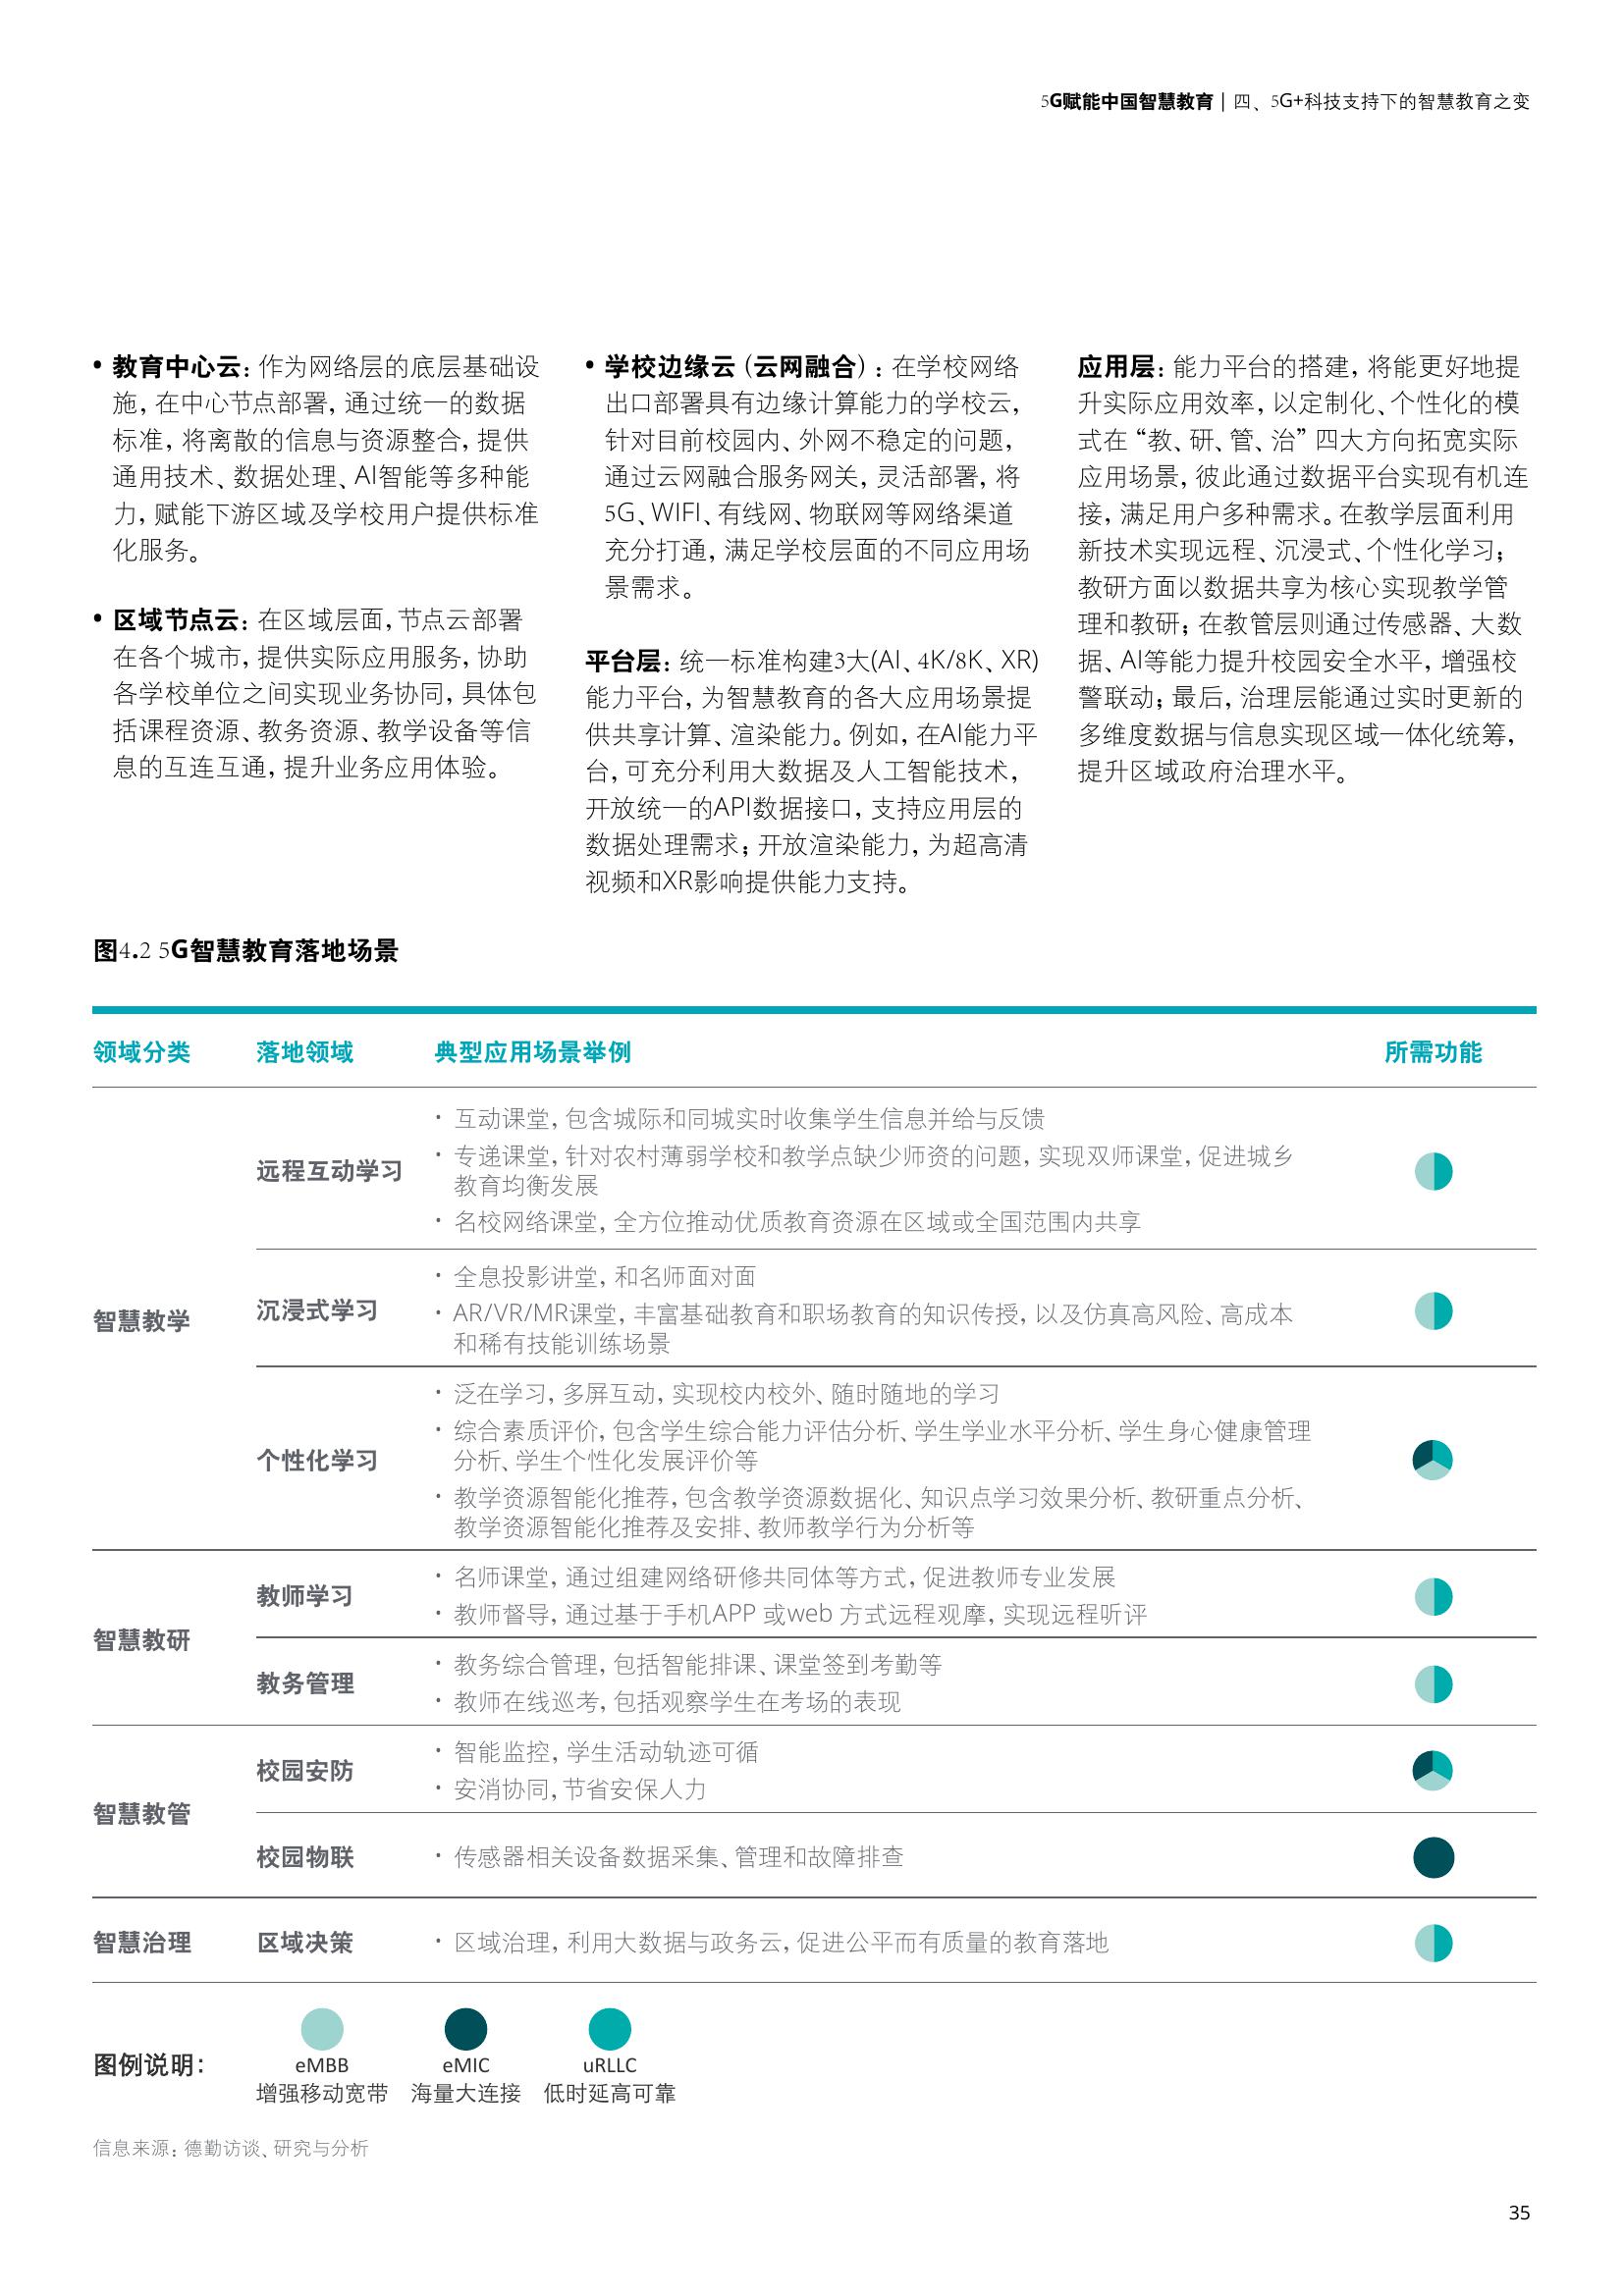 5G赋能中国智慧教育 | 四、5G+科技支持下的智慧教育之变
• 教育中心云：作为网络层的底层基础设
施，在中心节点部署，通过统一的数据
标准，将离散的信息与资源整合，提供
通用技术、数据处理、AI智能等多种能
力，赋能下游区域及学校用户提供标准
化服务。
• 区域节点云：在区域层面，节点云部署
在各个城市，提供实际应用服务，协助
各学校单位之间实现业务协同，具体包
括课程资源、教务资源、教学设备等信
息的互连互通，提升业务应用体验。
• 学校边缘云（云网融合）：在学校网络
出口部署具有边缘计算能力的学校云，
针对目前校园内、外网不稳定的问题，
通过云网融合服务网关，灵活部署，将
5G、WIFI、有线网、物联网等网络渠道
充分打通，满足学校层面的不同应用场
景需求。
平台层：统一标准构建3大(AI、4K/8K、XR)
能力平台，为智慧教育的各大应用场景提
供共享计算、渲染能力。例如，在AI能力平
台，可充分利用大数据及人工智能技术，
开放统一的API数据接口，支持应用层的
数据处理需求；开放渲染能力，为超高清
视频和XR影响提供能力支持。
应用层：能力平台的搭建，将能更好地提
升实际应用效率，以定制化、个性化的模
式在“教、研、管、治”四大方向拓宽实际
应用场景，彼此通过数据平台实现有机连
接，满足用户多种需求。在教学层面利用
新技术实现远程、沉浸式、个性化学习；
教研方面以数据共享为核心实现教学管
理和教研；在教管层则通过传感器、大数
据、AI等能力提升校园安全水平，增强校
警联动；最后，治理层能通过实时更新的
多维度数据与信息实现区域一体化统筹，
提升区域政府治理水平。
图4.2 5G智慧教育落地场景
领域分类 落地领域 典型应用场景举例 所需功能
智慧教学
远程互动学习
• 互动课堂，包含城际和同城实时收集学生信息并给与反馈
• 专递课堂，针对农村薄弱学校和教学点缺少师资的问题，实现双师课堂，促进城乡
教育均衡发展
• 名校网络课堂，全方位推动优质教育资源在区域或全国范围内共享
沉浸式学习
• 全息投影讲堂，和名师面对面
• AR/VR/MR课堂，丰富基础教育和职场教育的知识传授，以及仿真高风险、高成本
和稀有技能训练场景
个性化学习
• 泛在学习，多屏互动，实现校内校外、随时随地的学习
• 综合素质评价，包含学生综合能力评估分析、学生学业水平分析、学生身心健康管理
分析、学生个性化发展评价等
• 教学资源智能化推荐，包含教学资源数据化、知识点学习效果分析、教研重点分析、
教学资源智能化推荐及安排、教师教学行为分析等
智慧教研
教师学习
• 名师课堂，通过组建网络研修共同体等方式，促进教师专业发展
• 教师督导，通过基于手机APP 或web 方式远程观摩，实现远程听评
教务管理
• 教务综合管理，包括智能排课、课堂签到考勤等
• 教师在线巡考，包括观察学生在考场的表现
智慧教管
校园安防
• 智能监控，学生活动轨迹可循
• 安消协同，节省安保人力
校园物联
• 传感器相关设备数据采集、管理和故障排查
智慧治理
区域决策
• 区域治理，利用大数据与政务云，促进公平而有质量的教育落地
图例说明：
eMBB eMIC uRLLC
增强移动宽带 海量大连接 低时延高可靠
信息来源：德勤访谈、研究与分析
35